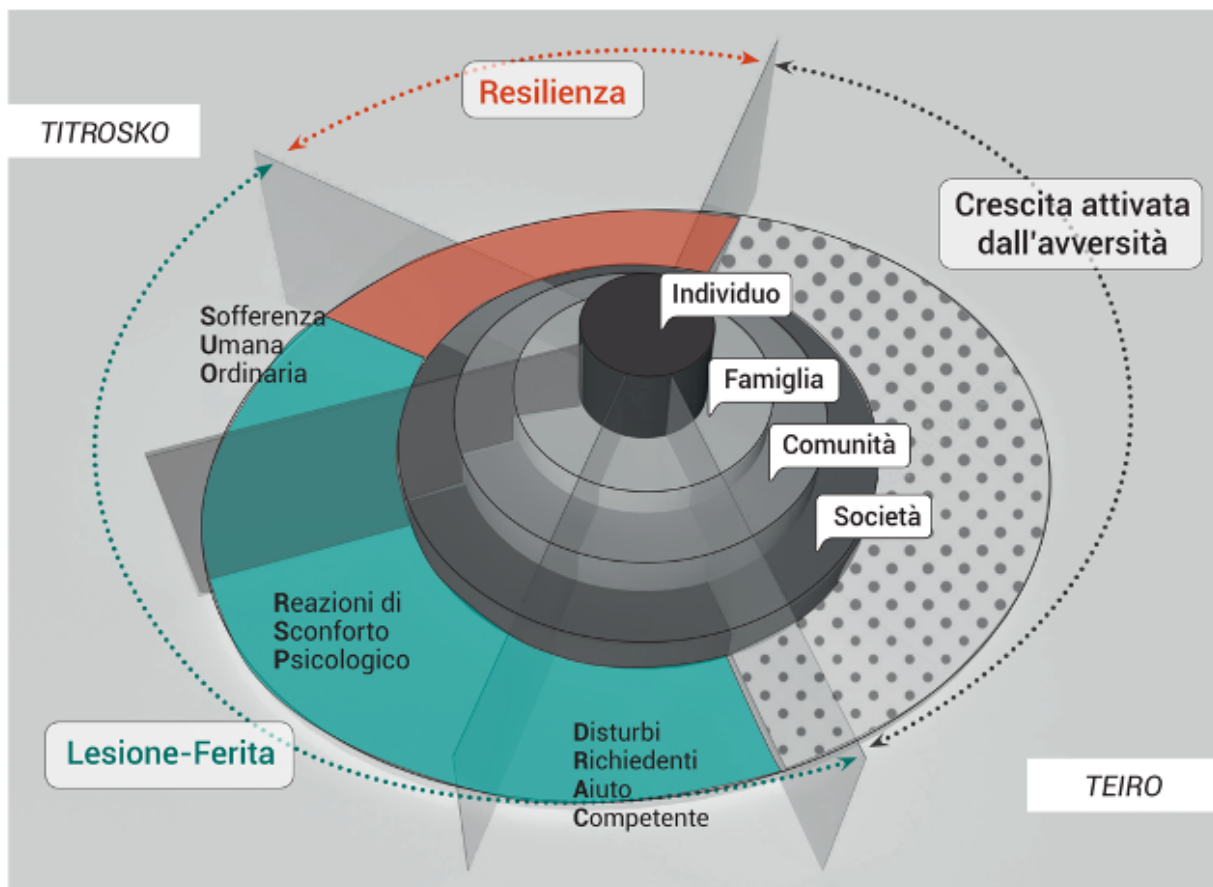 Resilienza
TITROSKO
Crescita attivata
dall'avversità
Individuo
Sofferenza
Umana
Ordinaria
Famiglia
Comunità
Società
Reazioni di
Sconforto
Psicologico
Lesione-Ferita
Disturbi
Richiedenti
Aiuto
Competente
TEIRO